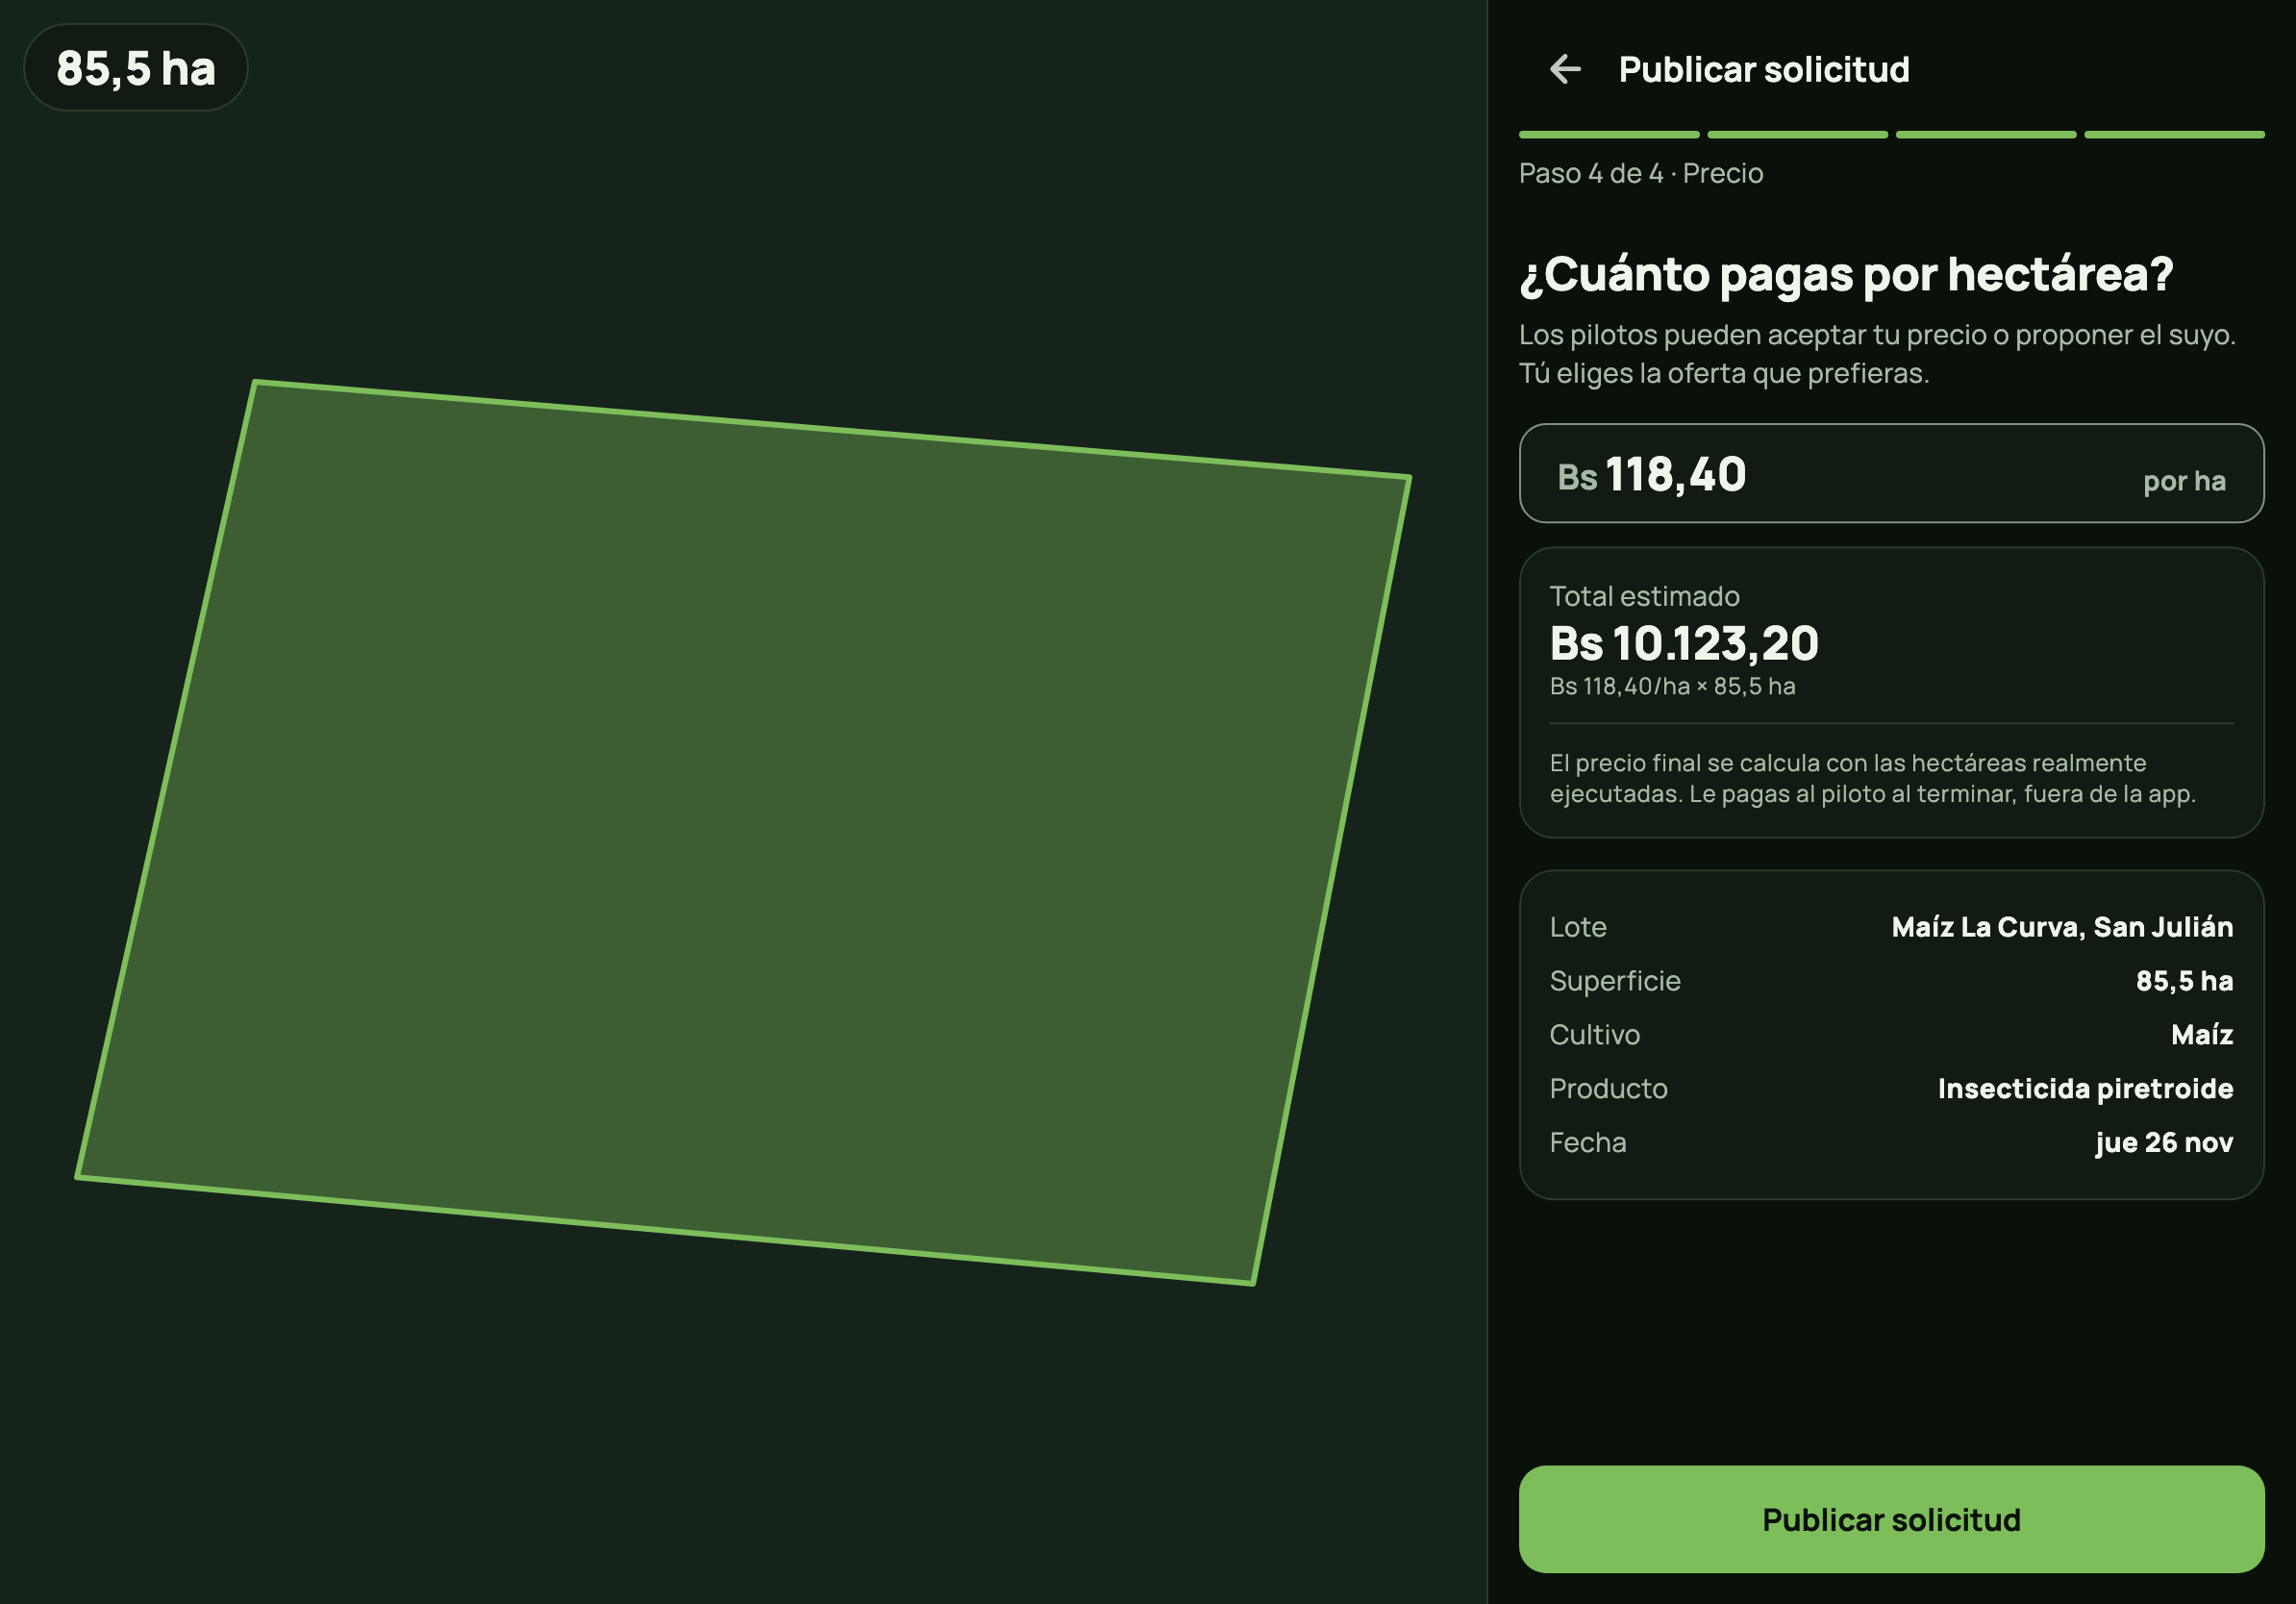 85,5 ha
Publicar solicitud
Paso 4 de 4 · Precio
¿Cuánto pagas por hectárea?
Los pilotos pueden aceptar tu precio o proponer el suyo.
Tú eliges la oferta que prefieras.
Bs 118,40 por ha
Total estimado
Bs 10.123,20
Bs 118,40/ha × 85,5 ha
El precio final se calcula con las hectáreas realmente
ejecutadas. Le pagas al piloto al terminar, fuera de la app.
Lote Maíz La Curva, San Julián
Superficie 85,5 ha
Cultivo Maíz
Producto Insecticida piretroide
Fecha jue 26 nov
Publicar solicitud